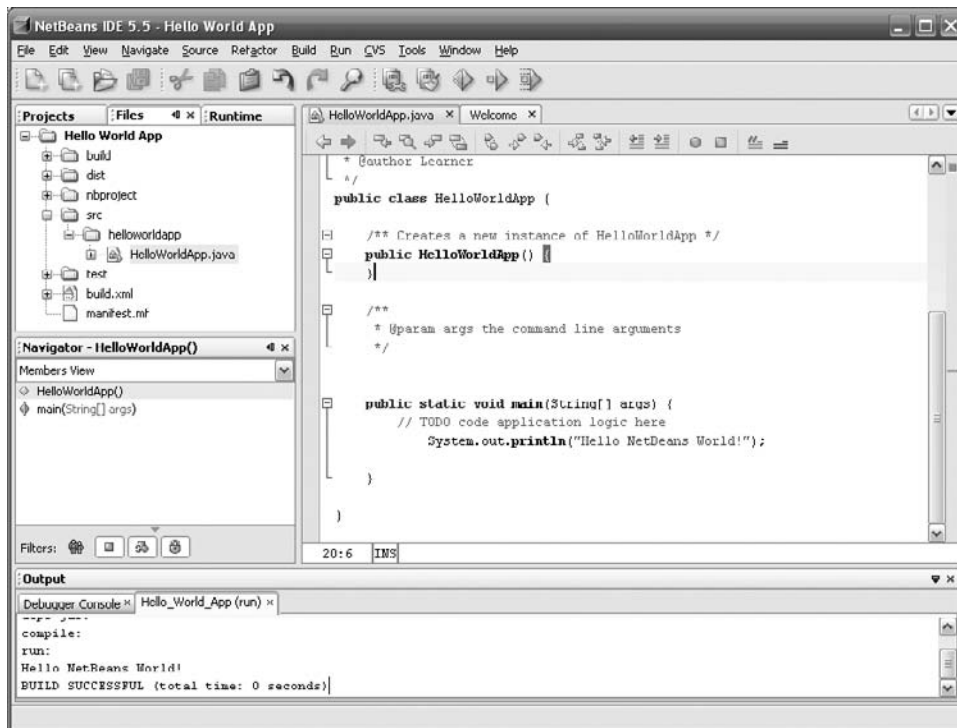 NetBeans IDE 5.5 - Hello World App
File Edit View Navigate Source Refactor Build Run CVS Tools Window Help
Projects Files Runtime
Hello World App
build
dist
nbproject
src
helloworldapp
HelloWorldApp.java
test
build.xml
manifest.mf
Navigator - HelloWorldApp()
Members View
HelloWorldApp()
main(String[] args)
Filters:
HelloWorldApp.java Welcome
* @author Learner
*/
public class HelloWorldApp {
/** Creates a new instance of HelloWorldApp */
public HelloWorldApp() {
}
/**
* @param args the command line arguments
*/
public static void main(String[] args) {
// TODO code application logic here
System.out.println("Hello NetBeans World!");
}
}
20:6 INS
Output
Debugger Console Hello_World_App (run)
compile:
run:
Hello NetBeans World!
BUILD SUCCESSFUL (total time: 0 seconds)